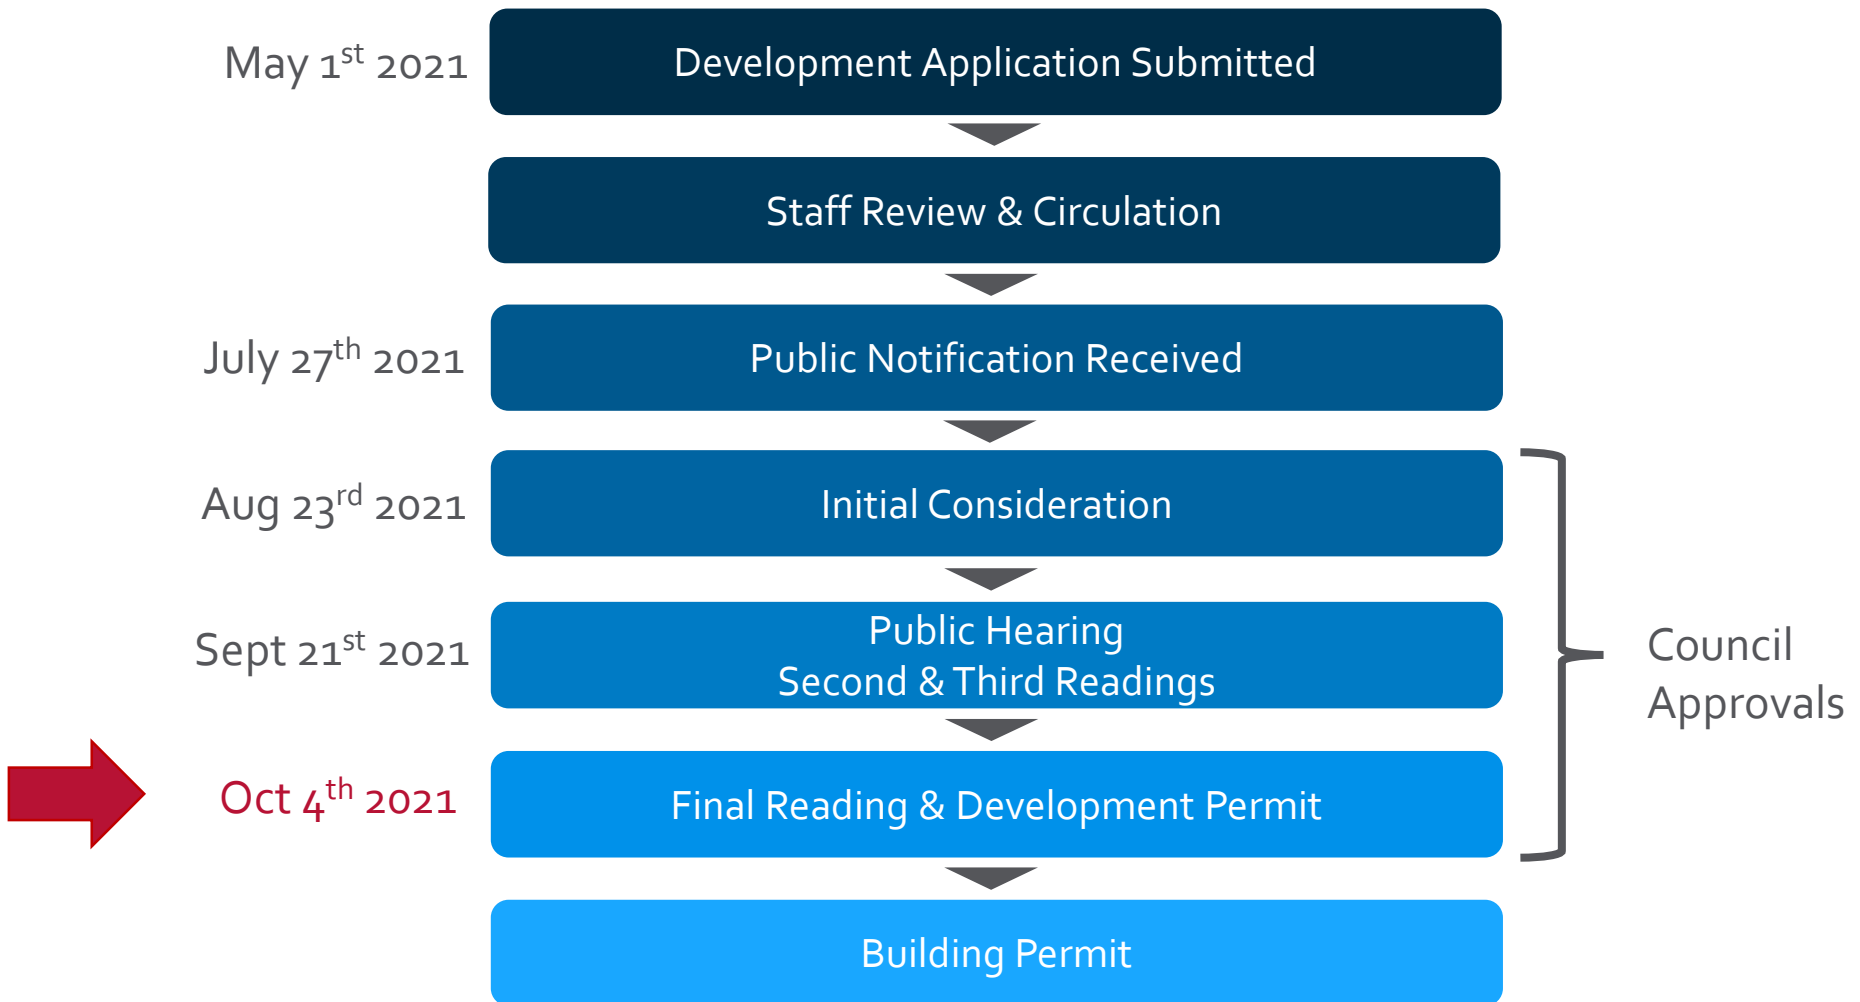 May 1st 2021
Development Application Submitted
Staff Review & Circulation
July 27th 2021
Public Notification Received
Aug 23rd 2021
Initial Consideration
Sept 21st 2021
Public Hearing
Second & Third Readings
Council
Approvals
Oct 4th 2021
Final Reading & Development Permit
Building Permit